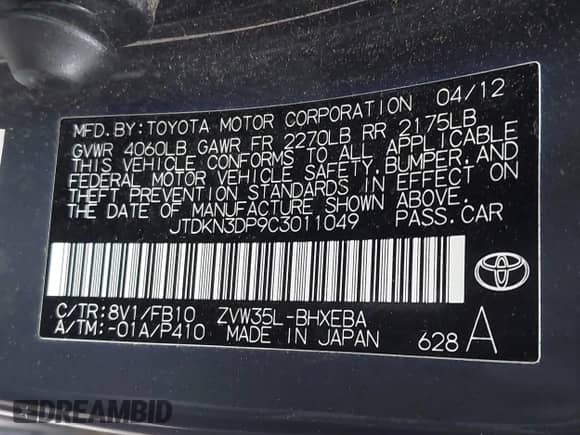 MFD. BY: TOYOTA MOTOR CORPORATION 04/12
GVWR 4060LB GAWR FR 2270LB RR 2175LB
THIS VEHICLE CONFORMS TO ALL APPLICABLE
FEDERAL MOTOR VEHICLE SAFETY, BUMPER, AND
THEFT PREVENTION STANDARDS IN EFFECT ON
THE DATE OF MANUFACTURE SHOWN ABOVE.
JTDKN3DP9C3011049 PASS. CAR
C/TR: 8V1/FB10 ZVW35L-BHXEBA
A/TM: -01A/P410 MADE IN JAPAN 628 A
DREAMBID